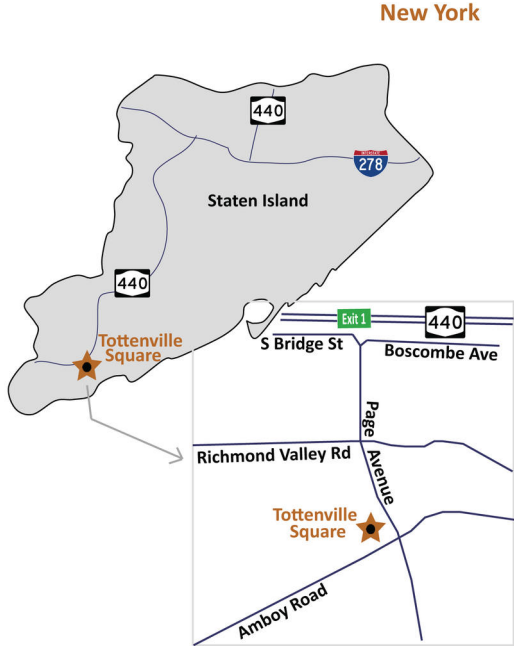 New York
440
INTERSTATE
278
Staten Island
440
Tottenville
Square
Exit 1
440
S Bridge St
Boscombe Ave
Page Avenue
Richmond Valley Rd
Tottenville
Square
Amboy Road